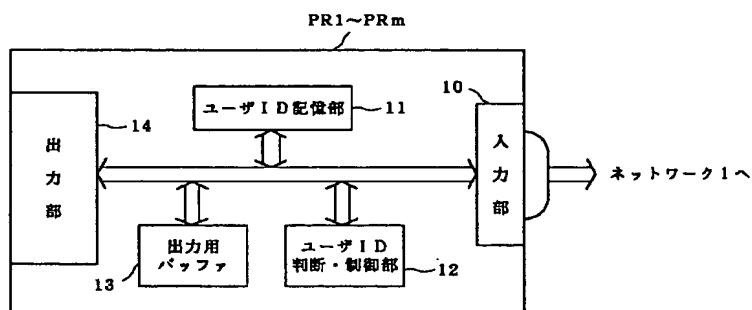 PR1～PRm
ユーザID記憶部
11
10
14
出力部
入力部
ネットワーク1へ
出力用
バッファ
13
ユーザID
判断・制御部
12